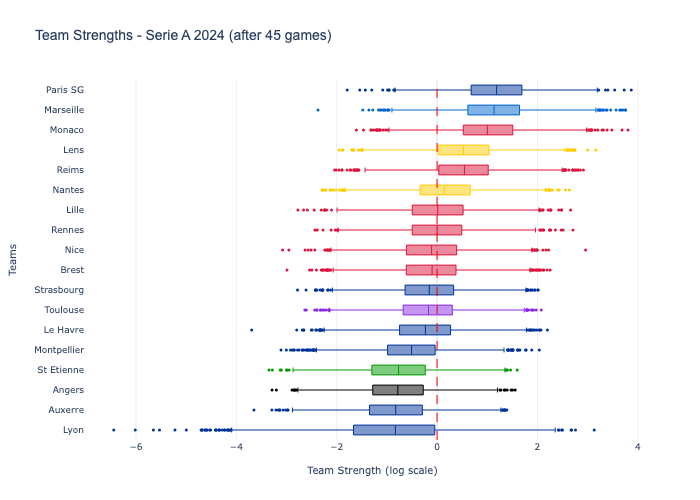 Team Strengths - Serie A 2024 (after 45 games)
Teams
Paris SG
Marseille
Monaco
Lens
Reims
Nantes
Lille
Rennes
Nice
Brest
Strasbourg
Toulouse
Le Havre
Montpellier
St Etienne
Angers
Auxerre
Lyon
−6 −4 −2 0 2 4
Team Strength (log scale)